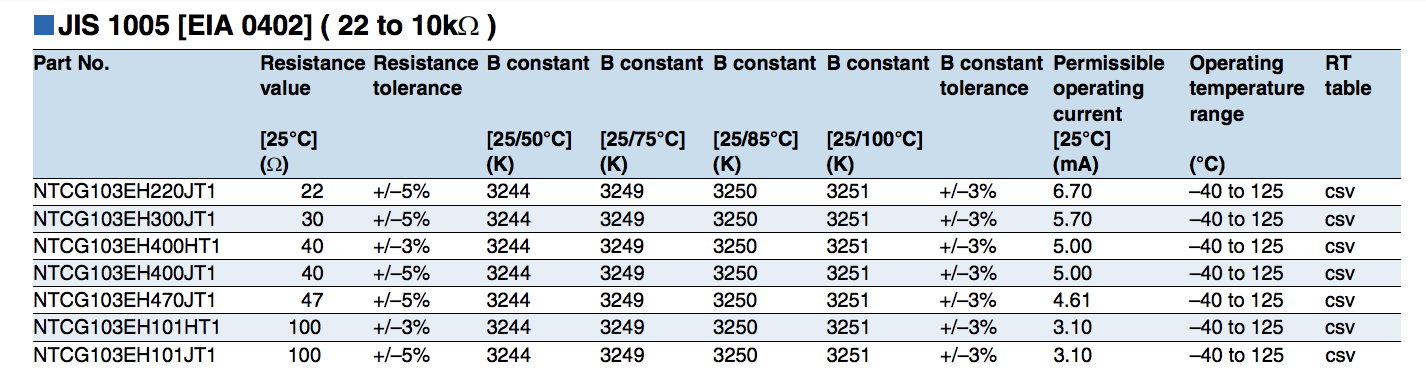 JIS 1005 [EIA 0402] ( 22 to 10kΩ )
Part No. Resistance Resistance B constant B constant B constant B constant B constant Permissible Operating RT
value tolerance tolerance operating temperature table
current range
[25°C] [25/50°C] [25/75°C] [25/85°C] [25/100°C] [25°C]
(Ω) (K) (K) (K) (K) (mA) (°C)
NTCG103EH220JT1 22 +/–5% 3244 3249 3250 3251 +/–3% 6.70 –40 to 125 csv
NTCG103EH300JT1 30 +/–5% 3244 3249 3250 3251 +/–3% 5.70 –40 to 125 csv
NTCG103EH400HT1 40 +/–3% 3244 3249 3250 3251 +/–3% 5.00 –40 to 125 csv
NTCG103EH400JT1 40 +/–5% 3244 3249 3250 3251 +/–3% 5.00 –40 to 125 csv
NTCG103EH470JT1 47 +/–5% 3244 3249 3250 3251 +/–3% 4.61 –40 to 125 csv
NTCG103EH101HT1 100 +/–3% 3244 3249 3250 3251 +/–3% 3.10 –40 to 125 csv
NTCG103EH101JT1 100 +/–5% 3244 3249 3250 3251 +/–3% 3.10 –40 to 125 csv